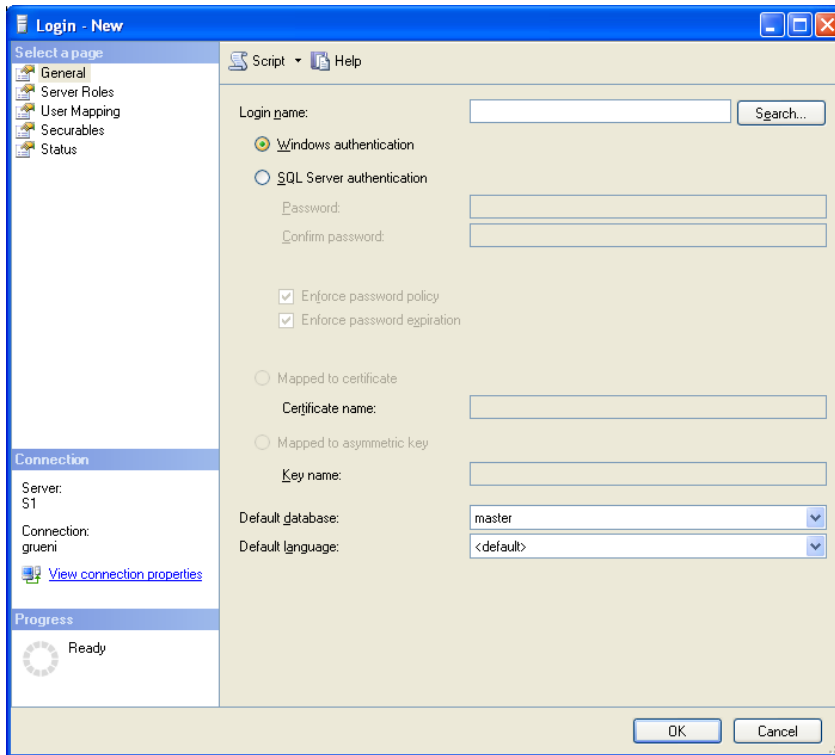 Login - New
Select a page
General
Server Roles
User Mapping
Securables
Status
Script Help
Login name: Search...
Windows authentication
SQL Server authentication
Password:
Confirm password:
Enforce password policy
Enforce password expiration
Mapped to certificate
Certificate name:
Mapped to asymmetric key
Key name:
Default database: master
Default language: <default>
Connection
Server:
S1
Connection:
grueni
View connection properties
Progress
Ready
OK Cancel